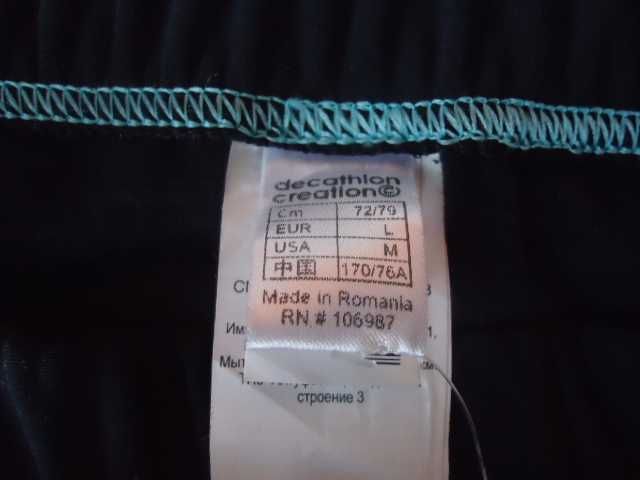 decathlon
creation©
Cm 72/79
EUR L
USA M
中国 170/76A
Made in Romania
RN # 106987
строение 3